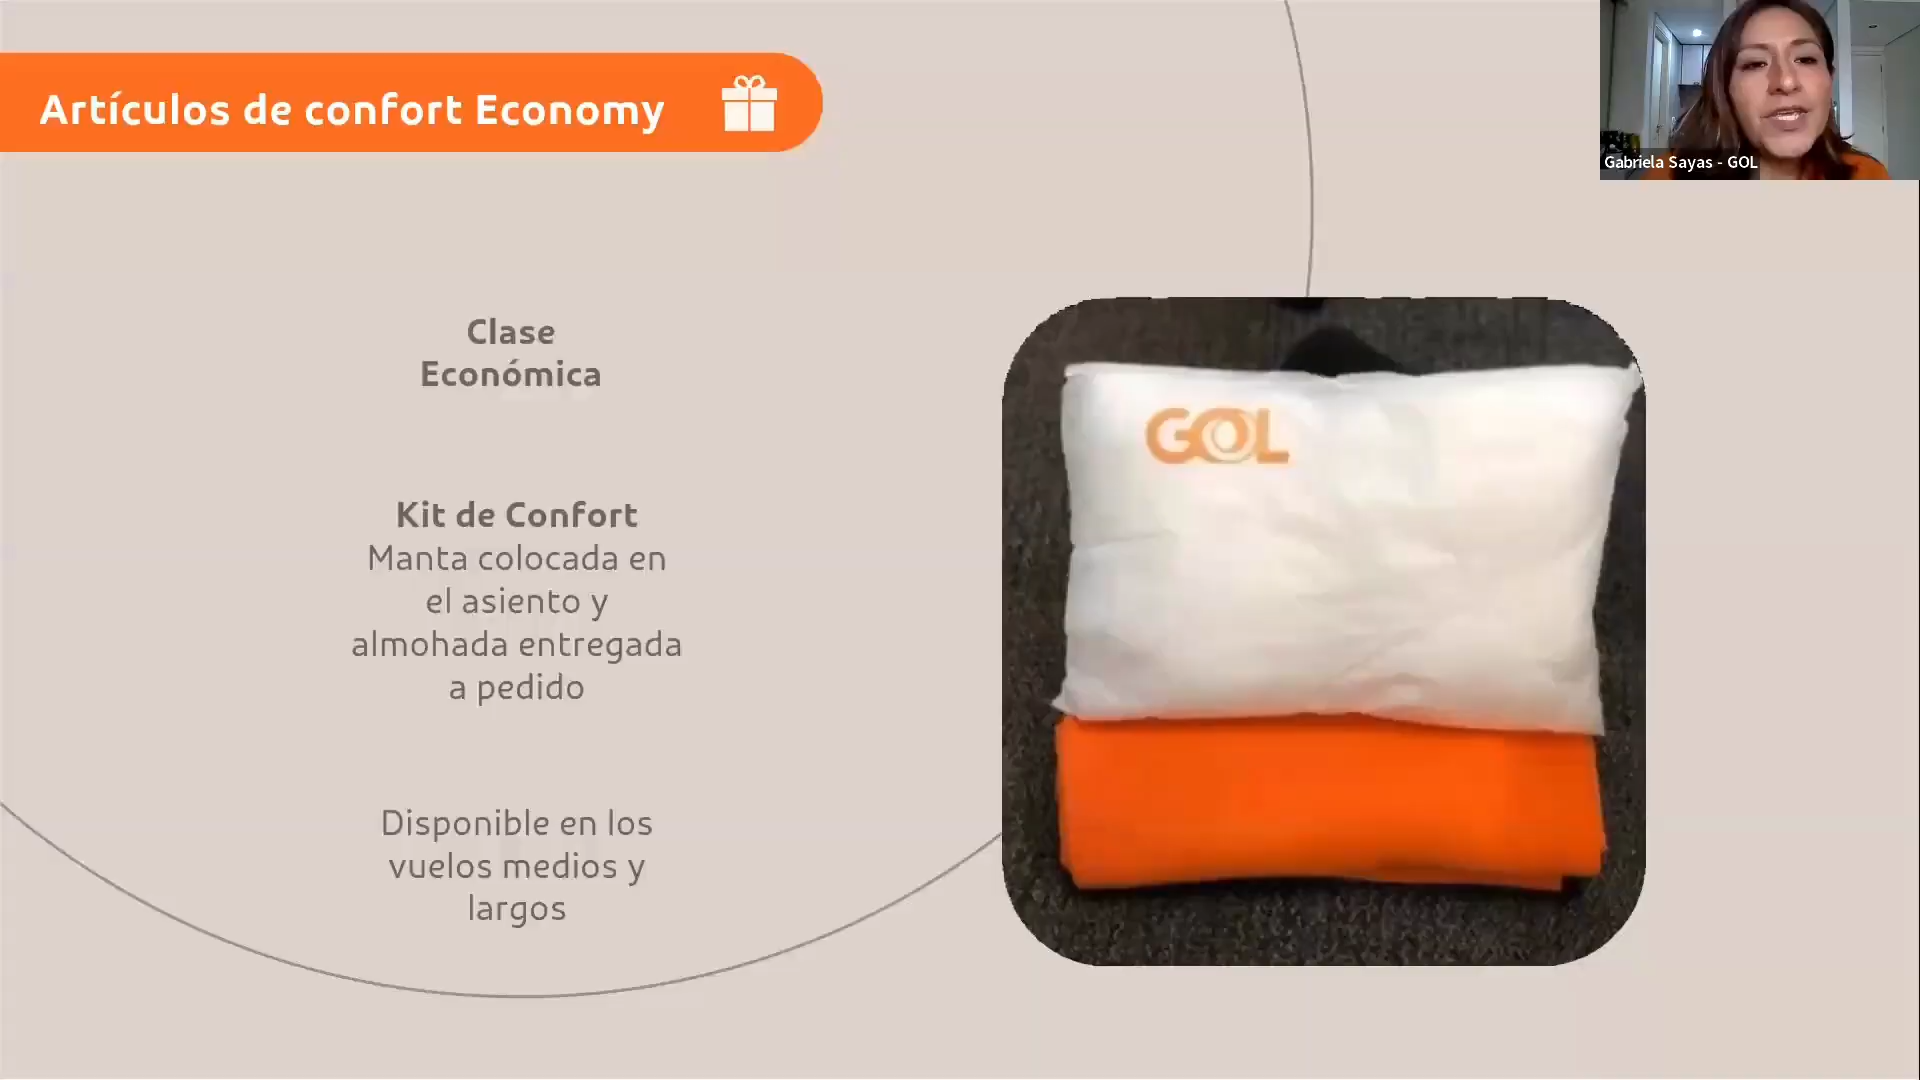 Artículos de confort Economy
Gabriela Sayas - GOL
Clase
Económica
GOL
Kit de Confort
Manta colocada en
el asiento y
almohada entregada
a pedido
Disponible en los
vuelos medios y
largos